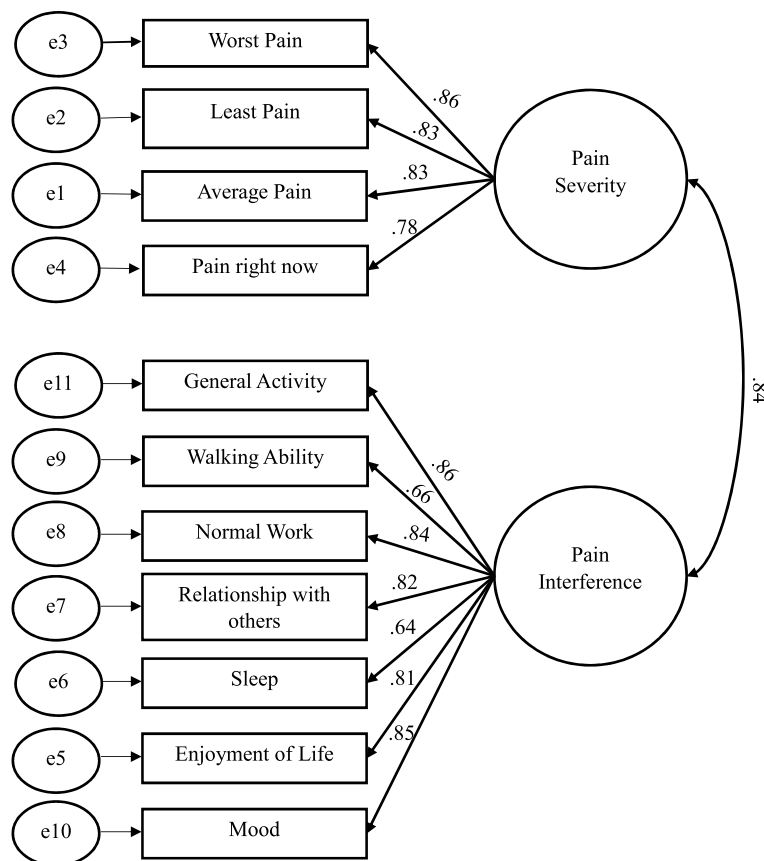 e3
Worst Pain
.86
e2
Least Pain
.83
e1
Average Pain
.83
e4
Pain right now
.78
Pain
Severity
.84
e11
General Activity
.86
e9
Walking Ability
.66
e8
Normal Work
.84
e7
Relationship with
others
.82
e6
Sleep
.64
e5
Enjoyment of Life
.81
e10
Mood
.85
Pain
Interference